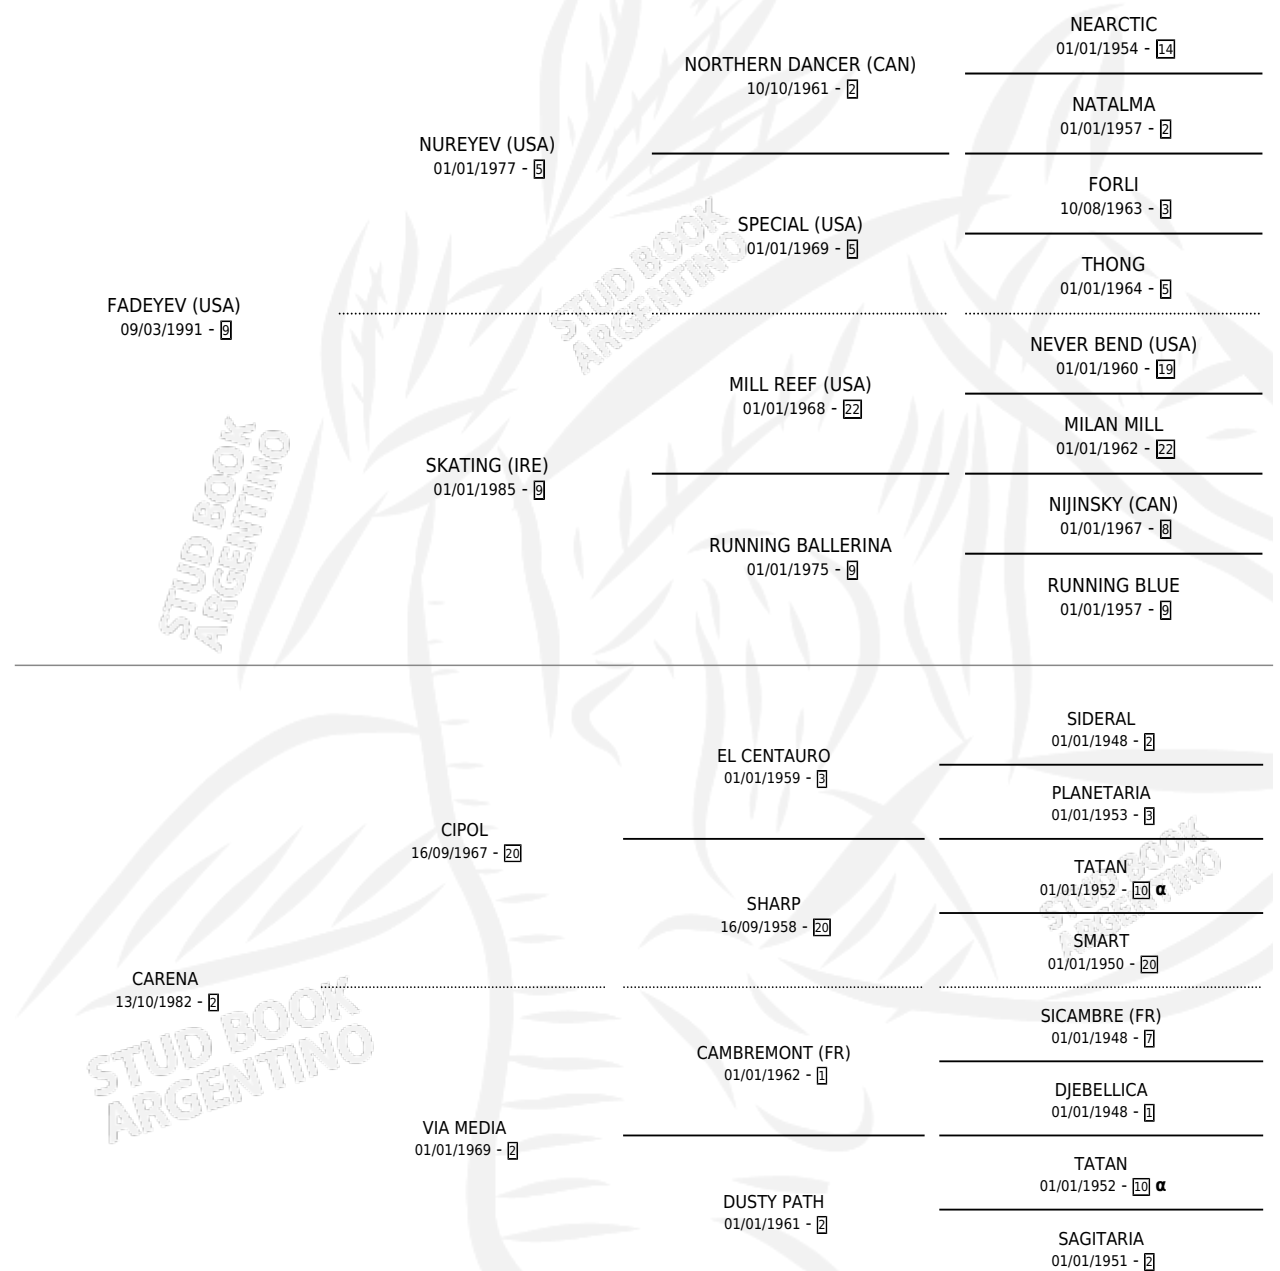 NEARCTIC
01/01/1954 - 14
NORTHERN DANCER (CAN)
10/10/1961 - 2
NATALMA
01/01/1957 - 2
NUREYEV (USA)
01/01/1977 - 5
FORLI
10/08/1963 - 3
SPECIAL (USA)
01/01/1969 - 5
THONG
01/01/1964 - 5
FADEYEV (USA)
09/03/1991 - 9
NEVER BEND (USA)
01/01/1960 - 19
MILL REEF (USA)
01/01/1968 - 22
MILAN MILL
01/01/1962 - 22
SKATING (IRE)
01/01/1985 - 9
NIJINSKY (CAN)
01/01/1967 - 8
RUNNING BALLERINA
01/01/1975 - 9
RUNNING BLUE
01/01/1957 - 9
SIDERAL
01/01/1948 - 2
EL CENTAURO
01/01/1959 - 3
PLANETARIA
01/01/1953 - 3
CIPOL
16/09/1967 - 20
TATAN
01/01/1952 - 10 α
SHARP
16/09/1958 - 20
SMART
01/01/1950 - 20
CARENA
13/10/1982 - 2
SICAMBRE (FR)
01/01/1948 - 7
CAMBREMONT (FR)
01/01/1962 - 1
DJEBELLICA
01/01/1948 - 1
VIA MEDIA
01/01/1969 - 2
TATAN
01/01/1952 - 10 α
DUSTY PATH
01/01/1961 - 2
SAGITARIA
01/01/1951 - 2
STUD BOOK
ARGENTINO
STUD BOOK
ARGENTINO
STUD BOOK
ARGENTINO
STUD BOOK
ARGENTINO